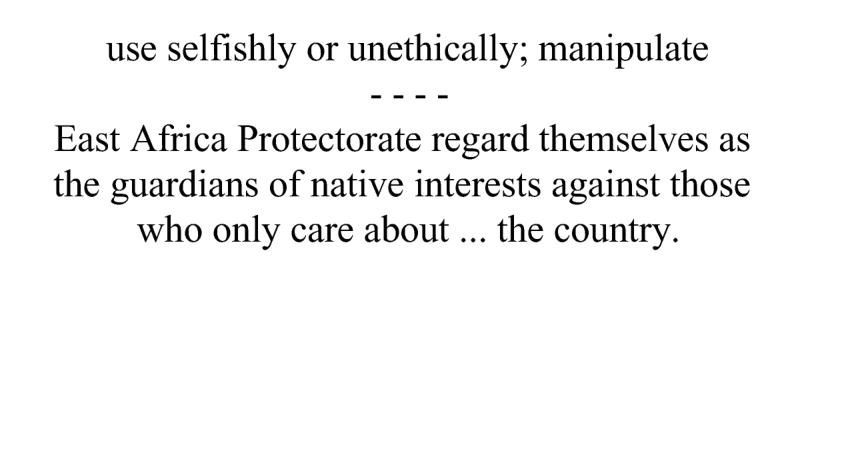 use selfishly or unethically; manipulate
- - - -
East Africa Protectorate regard themselves as
the guardians of native interests against those
who only care about ... the country.